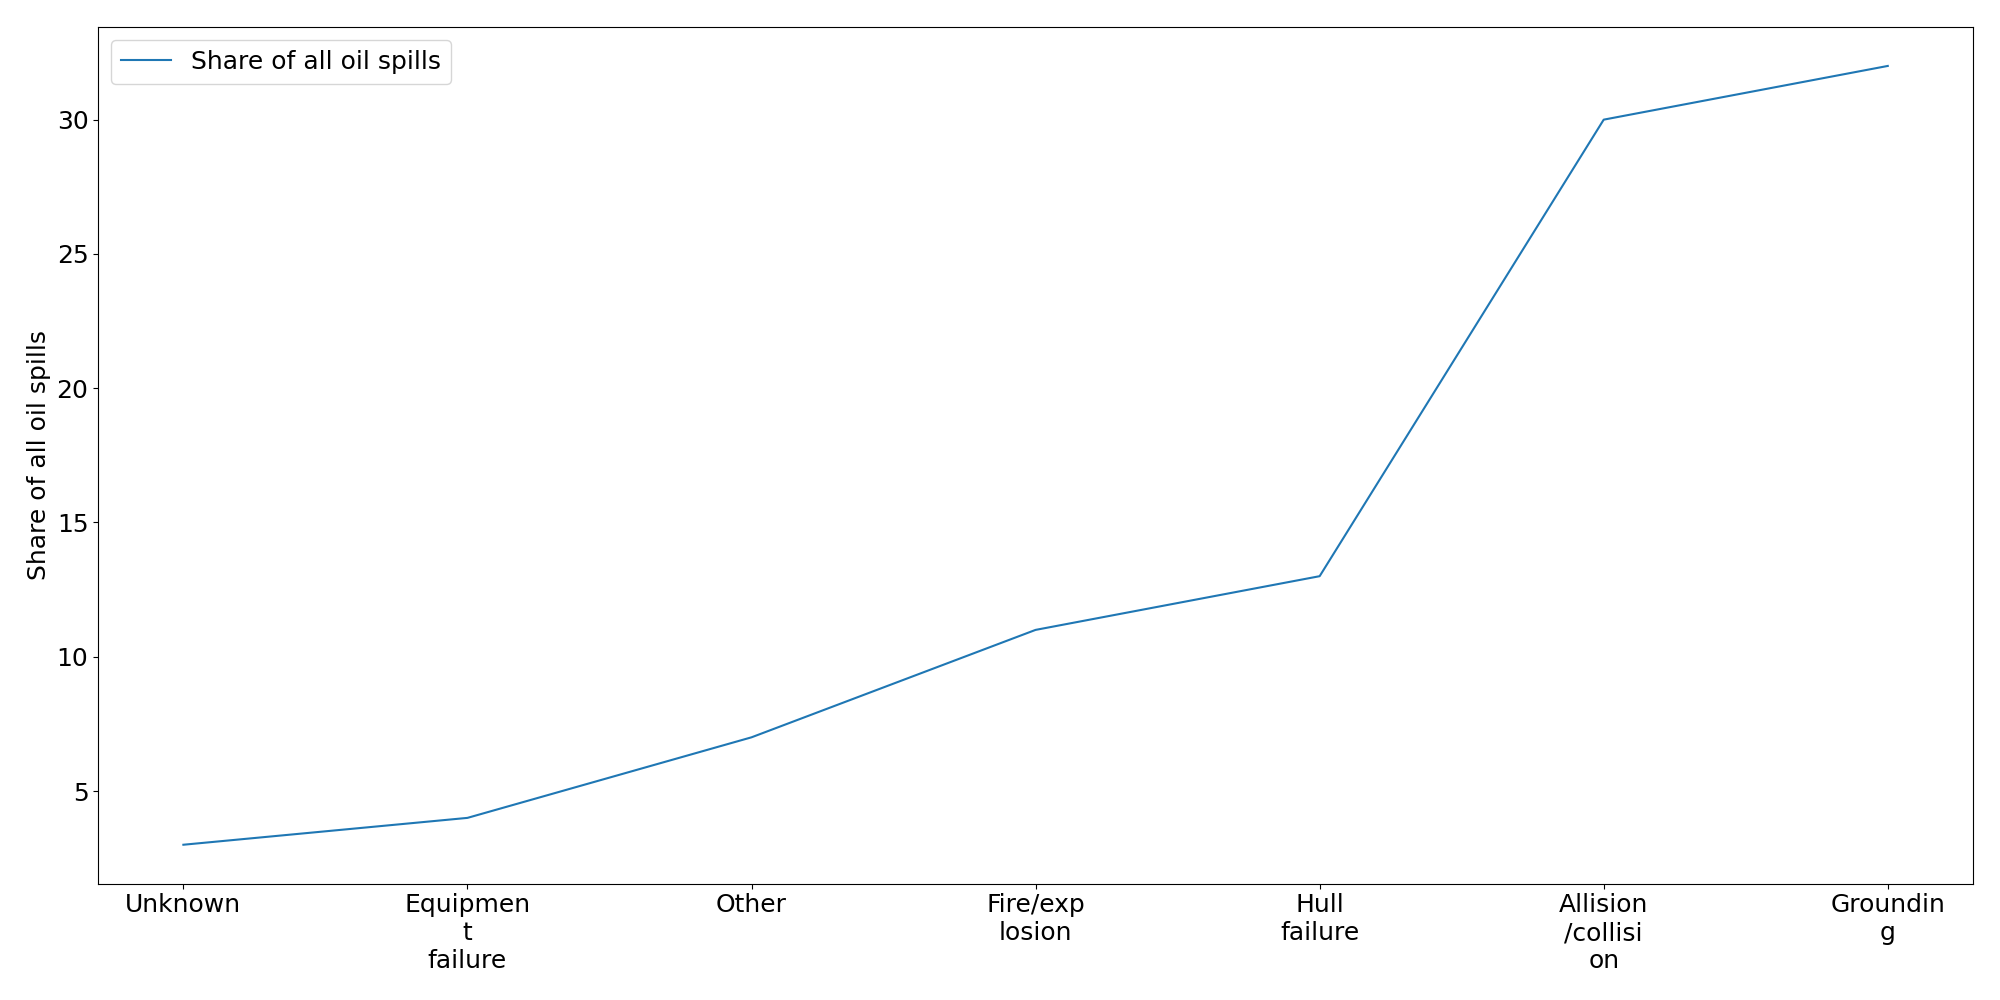 Share of all oil spills
Share of all oil spills
30
25
20
15
10
5
Unknown
Equipmen
t
failure
Other
Fire/exp
losion
Hull
failure
Allision
/collisi
on
Groundin
g